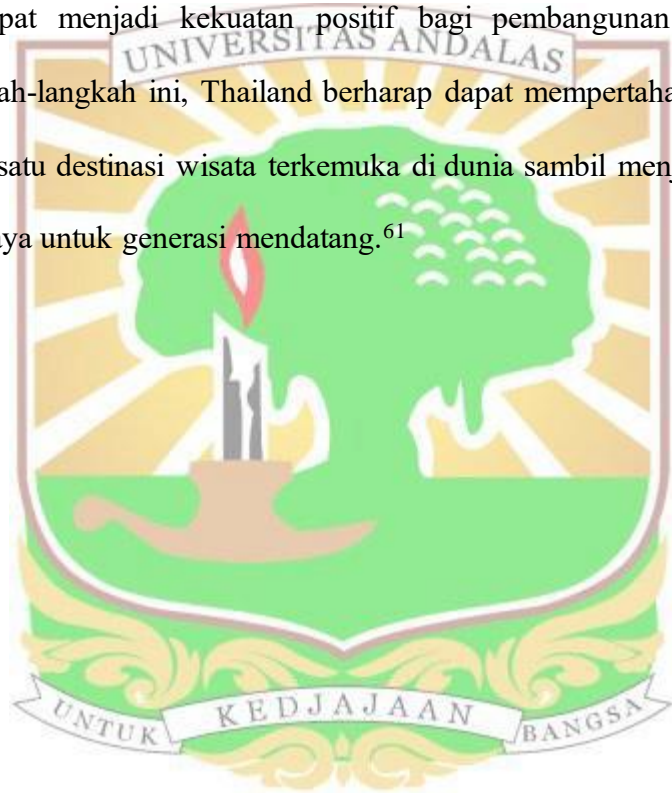 pat menjadi kekuatan positif bagi pembangunan
UNIVERSITAS ANDALAS
ah-langkah ini, Thailand berharap dapat mempertaha
satu destinasi wisata terkemuka di dunia sambil menj
ya untuk generasi mendatang.61
UNTUK KEDJAJAAN BANGSA